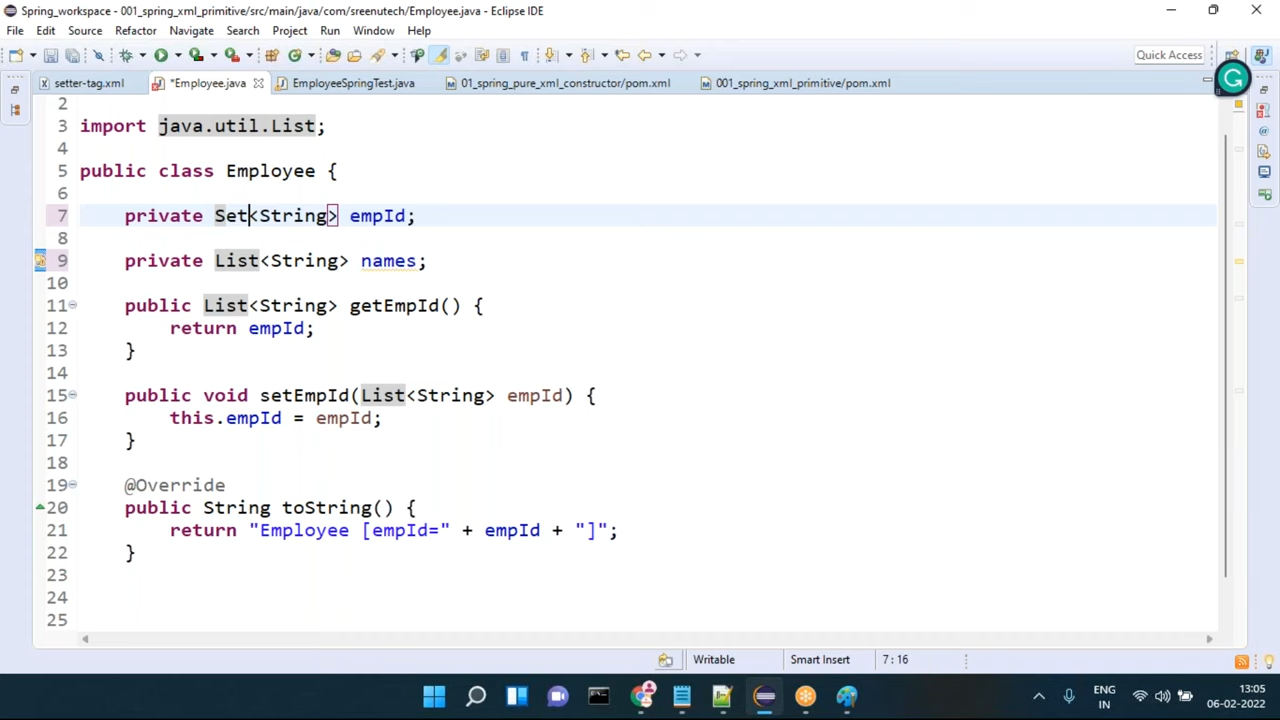 Spring_workspace - 001_spring_xml_primitive/src/main/java/com/sreenutech/Employee.java - Eclipse IDE
File Edit Source Refactor Navigate Search Project Run Window Help
Quick Access
setter-tag.xml *Employee.java EmployeeSpringTest.java 01_spring_pure_xml_constructor/pom.xml 001_spring_xml_primitive/pom.xml
2
3 import java.util.List;
4
5 public class Employee {
6
7 private Set<String> empId;
8
9 private List<String> names;
10
11 public List<String> getEmpId() {
12 return empId;
13 }
14
15 public void setEmpId(List<String> empId) {
16 this.empId = empId;
17 }
18
19 @Override
20 public String toString() {
21 return "Employee [empId=" + empId + "]";
22 }
23
24
25
Writable Smart Insert 7 : 16
ENG 13:05
IN 06-02-2022